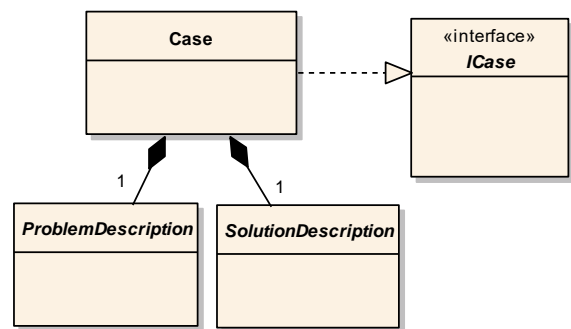 Case
«interface»
ICase
1
1
ProblemDescription
SolutionDescription